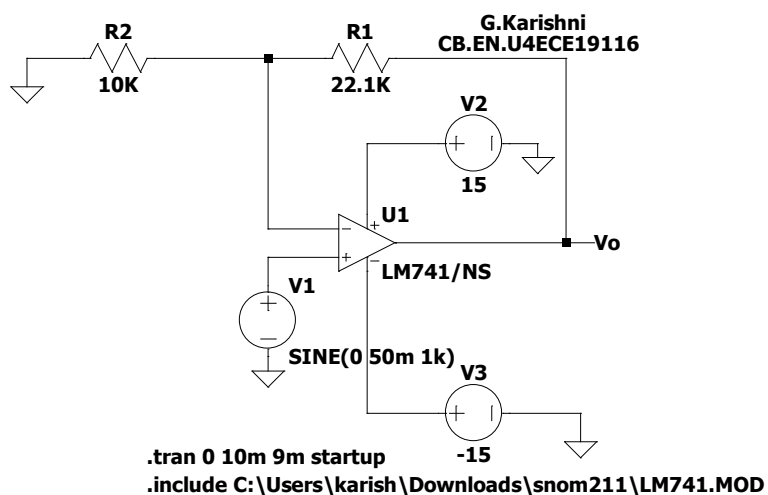 G.Karishni
CB.EN.U4ECE19116
R2
10K
R1
22.1K
V2
15
U1
LM741/NS
Vo
V1
SINE(0 50m 1k)
V3
-15
.tran 0 10m 9m startup
.include C:\Users\karish\Downloads\snom211\LM741.MOD